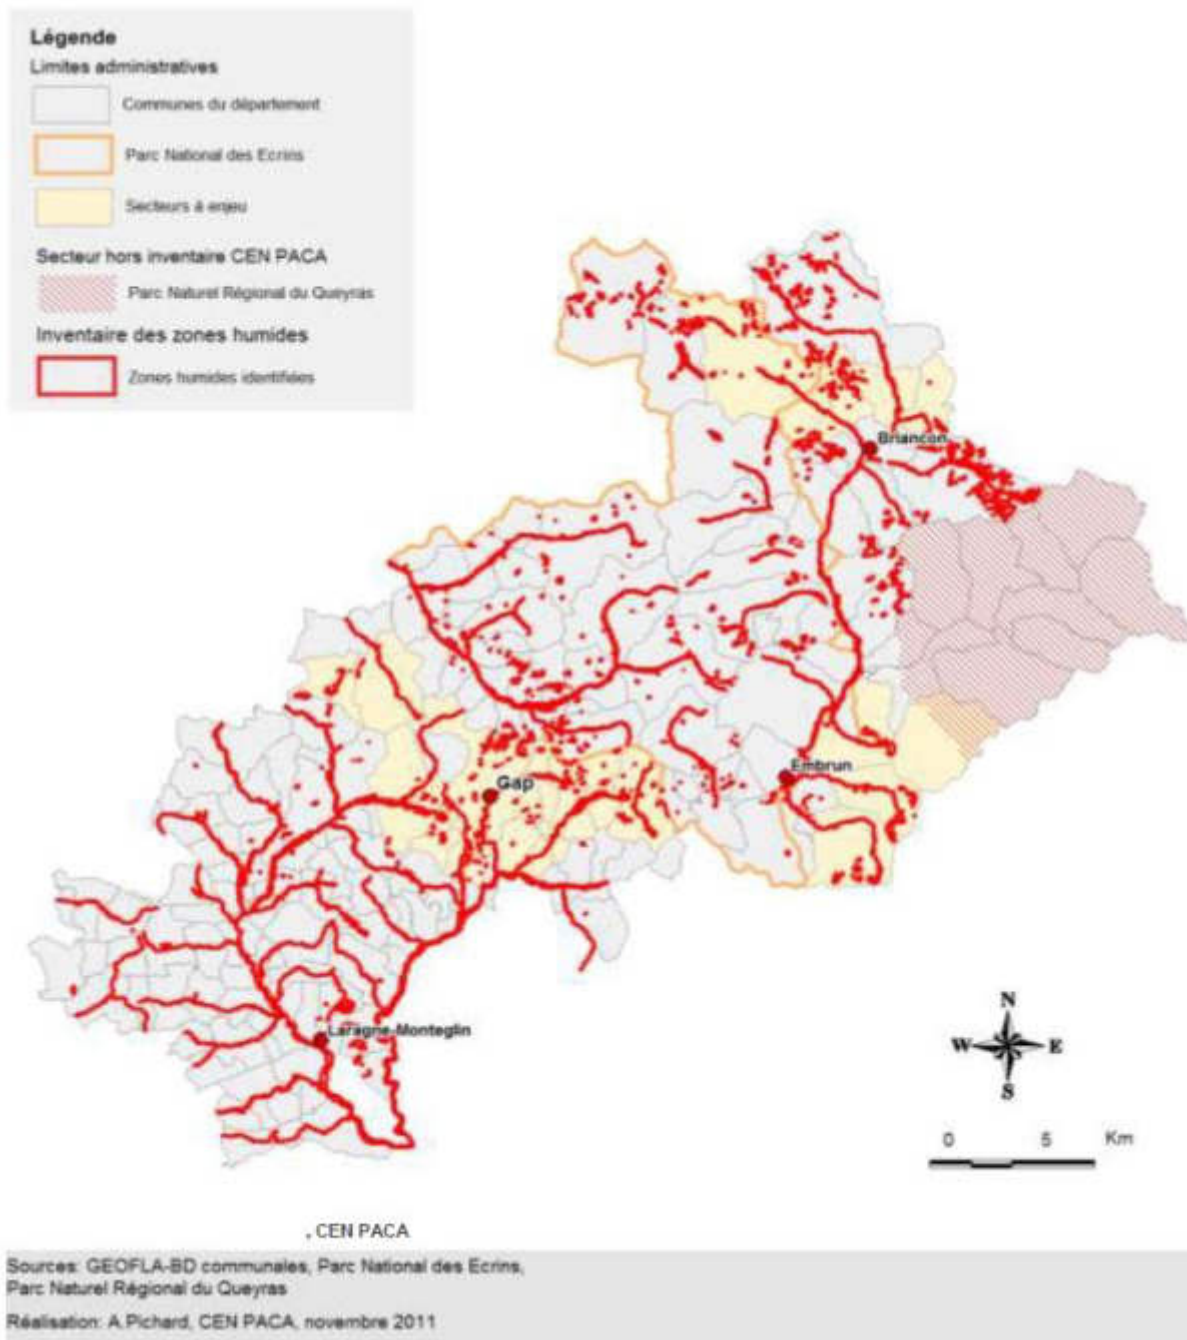 Légende
Limites administratives
Communes du département
Parc National des Ecrins
Secteurs à enjeu
Secteur hors inventaire CEN PACA
Parc Naturel Régional du Queyras
Inventaire des zones humides
Zones humides identifiées
Briançon
Embrun
Gap
Laragne-Monteglin
N
W E
S
0 5 Km
, CEN PACA
Sources: GEOFLA-BD communales, Parc National des Ecrins,
Parc Naturel Régional du Queyras
Réalisation: A.Pichard, CEN PACA, novembre 2011